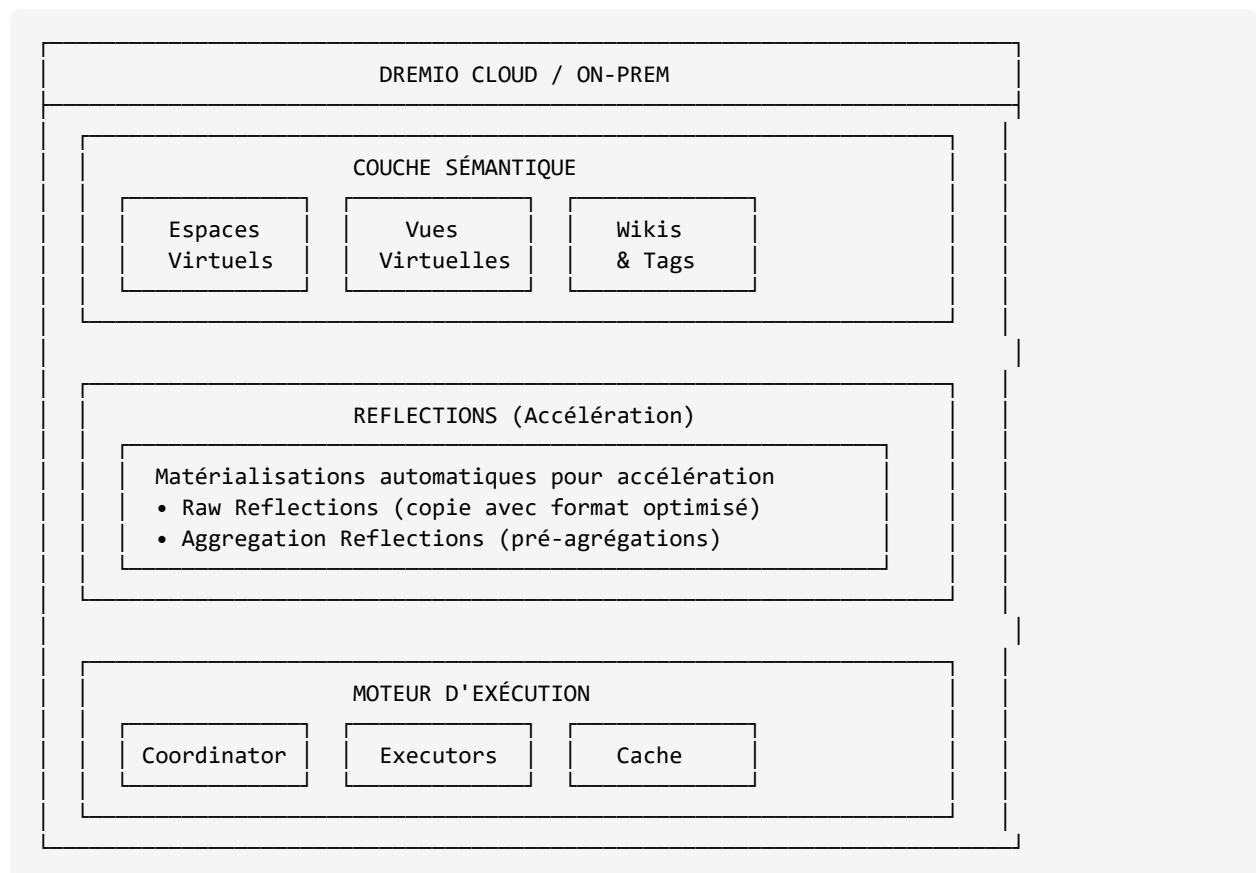 DREMIO CLOUD / ON-PREM
COUCHE SÉMANTIQUE
Espaces Vues Wikis
Virtuels Virtuelles & Tags
REFLECTIONS (Accélération)
Matérialisations automatiques pour accélération
• Raw Reflections (copie avec format optimisé)
• Aggregation Reflections (pré-agrégations)
MOTEUR D'EXÉCUTION
Coordinator Executors Cache